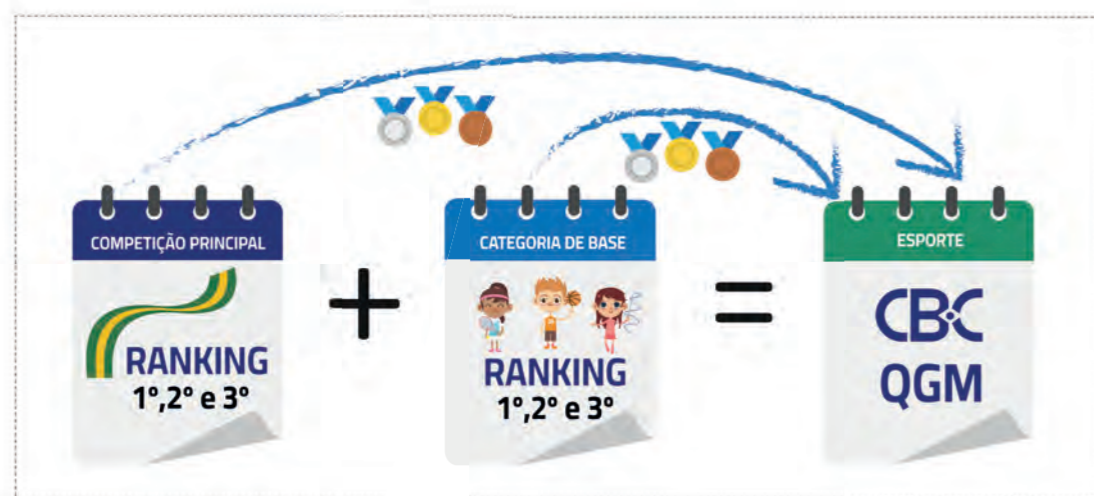 COMPETIÇÃO PRINCIPAL
RANKING
1º,2º e 3º
+
CATEGORIA DE BASE
RANKING
1º,2º e 3º
=
ESPORTE
CBC
QGM